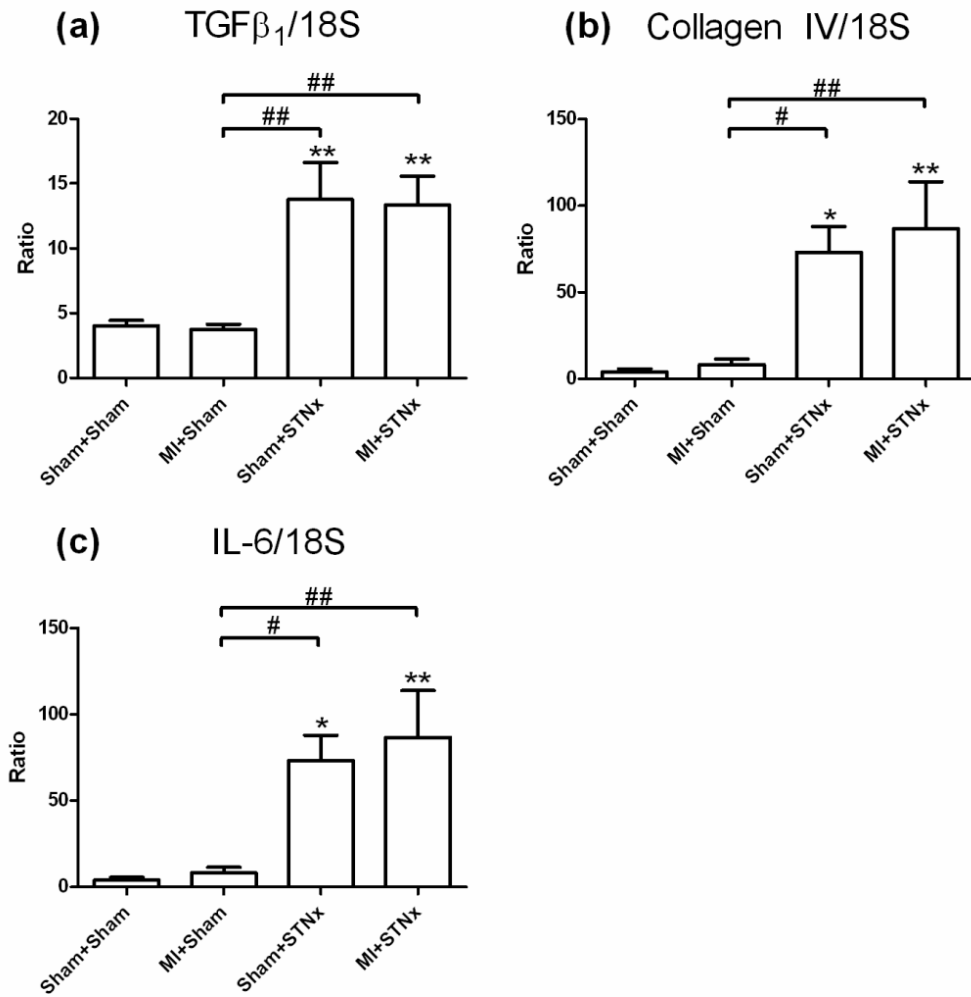 (a) TGFβ₁/18S
##
##
20
15
10
5
0
Ratio
**
**
Sham+Sham
MI+Sham
Sham+STNx
MI+STNx
(b) Collagen IV/18S
##
#
150
100
50
0
Ratio
*
**
Sham+Sham
MI+Sham
Sham+STNx
MI+STNx
(c) IL-6/18S
##
#
150
100
50
0
Ratio
*
**
Sham+Sham
MI+Sham
Sham+STNx
MI+STNx